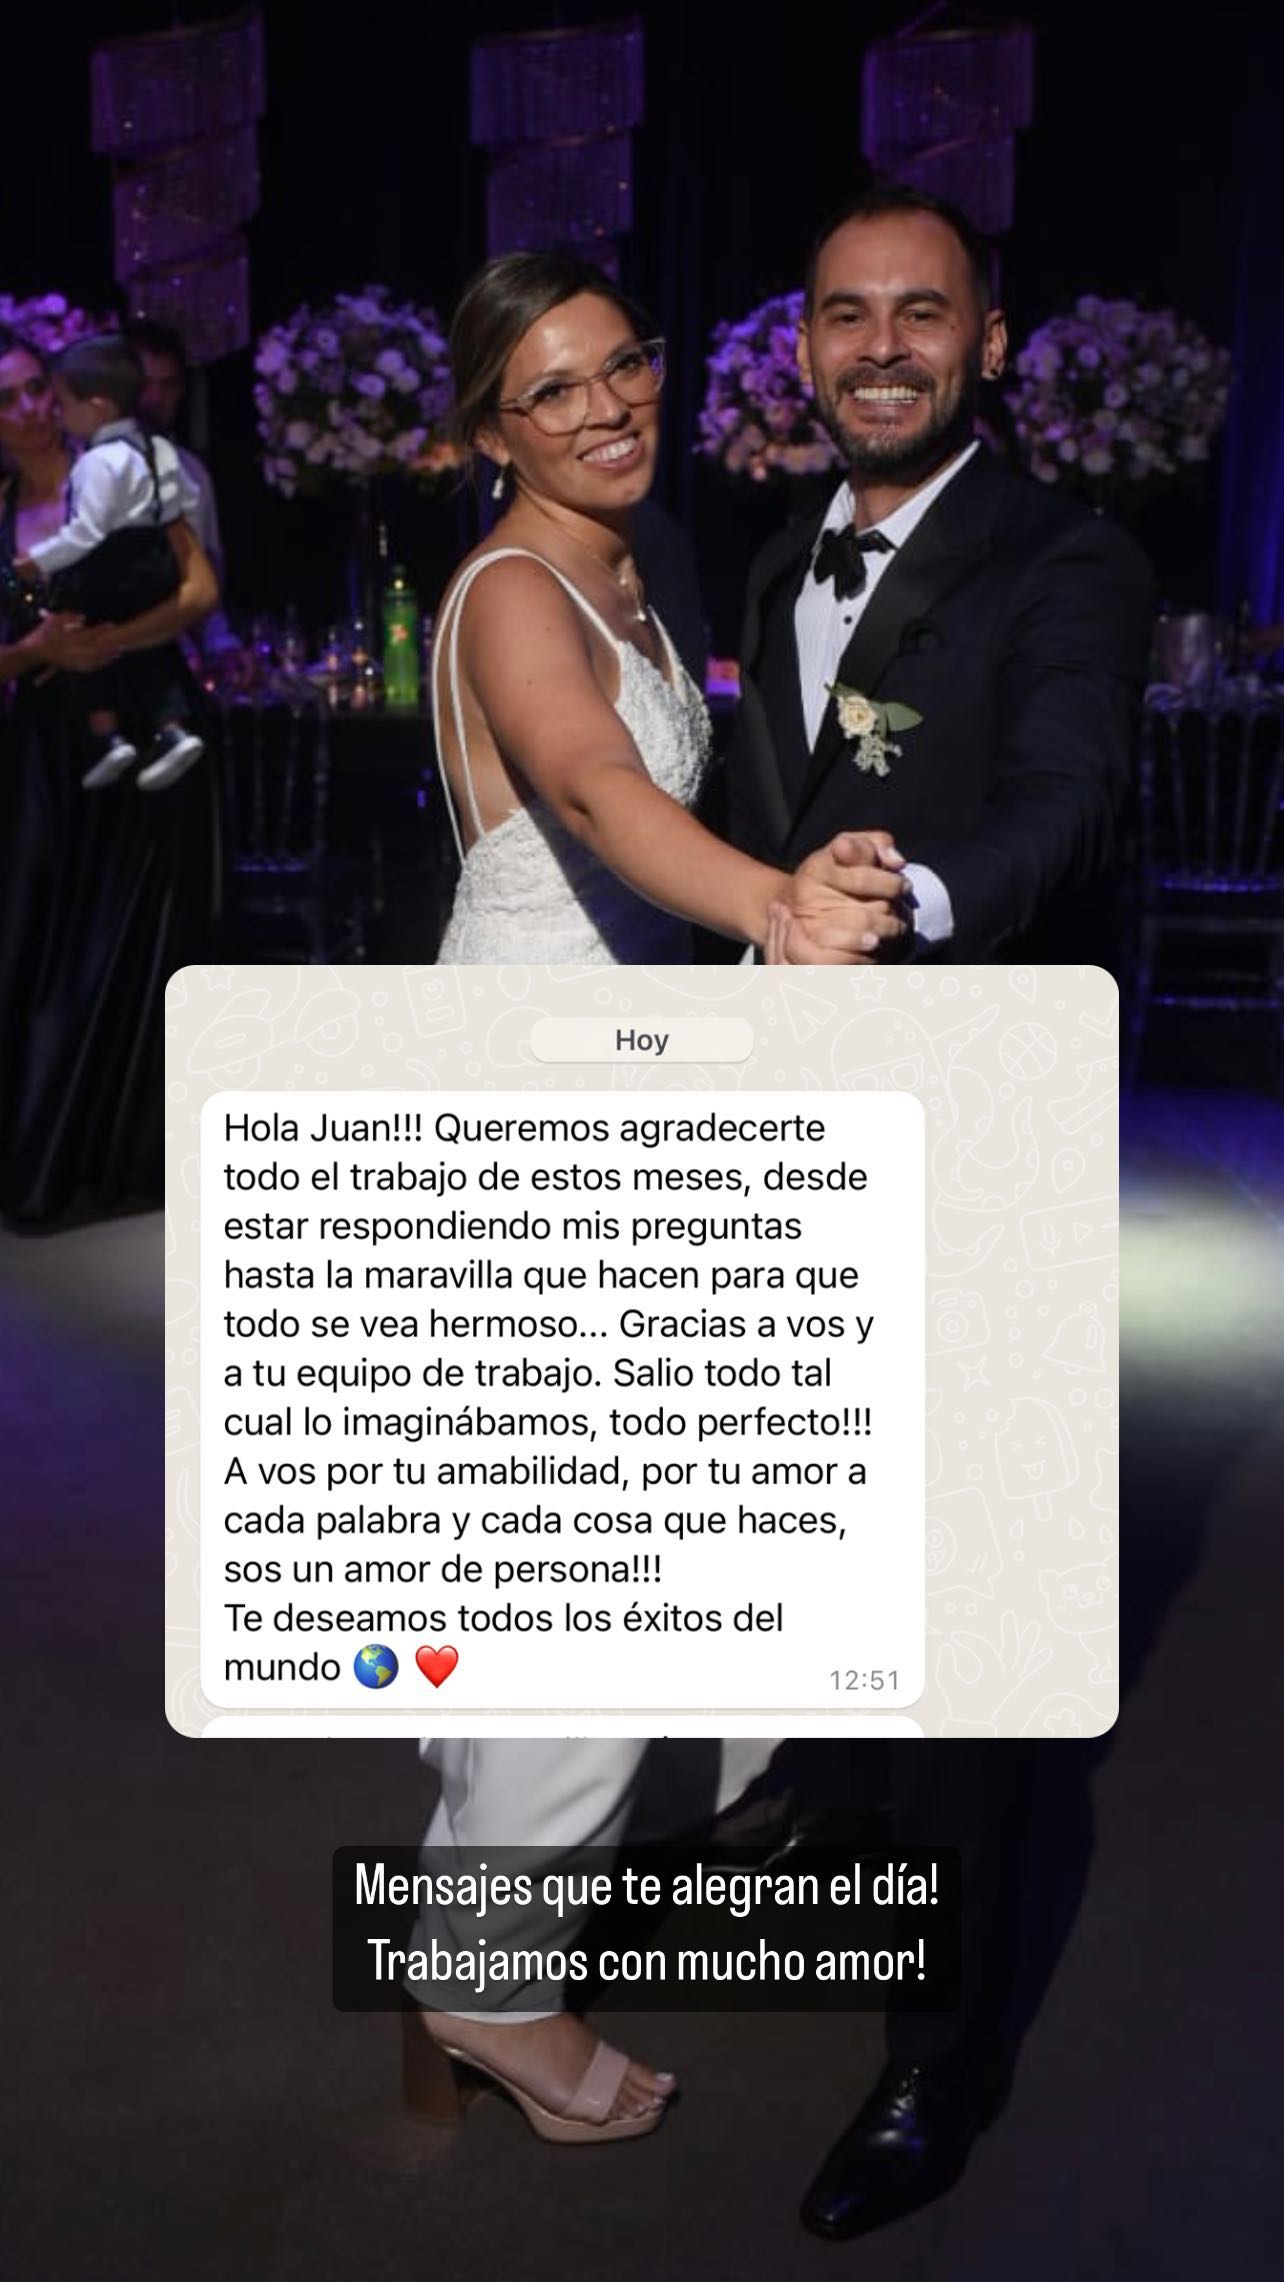 Hoy
Hola Juan!!! Queremos agradecerte
todo el trabajo de estos meses, desde
estar respondiendo mis preguntas
hasta la maravilla que hacen para que
todo se vea hermoso... Gracias a vos y
a tu equipo de trabajo. Salio todo tal
cual lo imaginábamos, todo perfecto!!!
A vos por tu amabilidad, por tu amor a
cada palabra y cada cosa que haces,
sos un amor de persona!!!
Te deseamos todos los éxitos del
mundo 🌎 ❤️
12:51
Mensajes que te alegran el día!
Trabajamos con mucho amor!